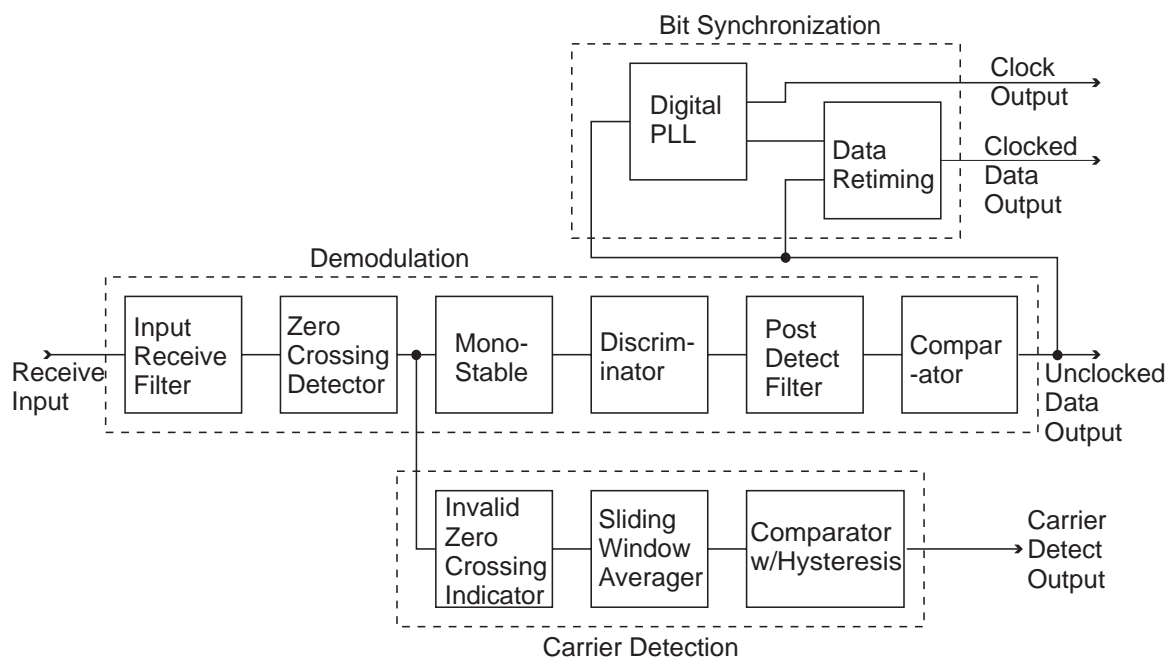 Bit Synchronization
Digital
PLL
Clock
Output
Data
Retiming
Clocked
Data
Output
Demodulation
Receive
Input
Input
Receive
Filter
Zero
Crossing
Detector
Mono-
Stable
Discrim-
inator
Post
Detect
Filter
Compar
-ator
Unclocked
Data
Output
Invalid
Zero
Crossing
Indicator
Sliding
Window
Averager
Comparator
w/Hysteresis
Carrier
Detect
Output
Carrier Detection